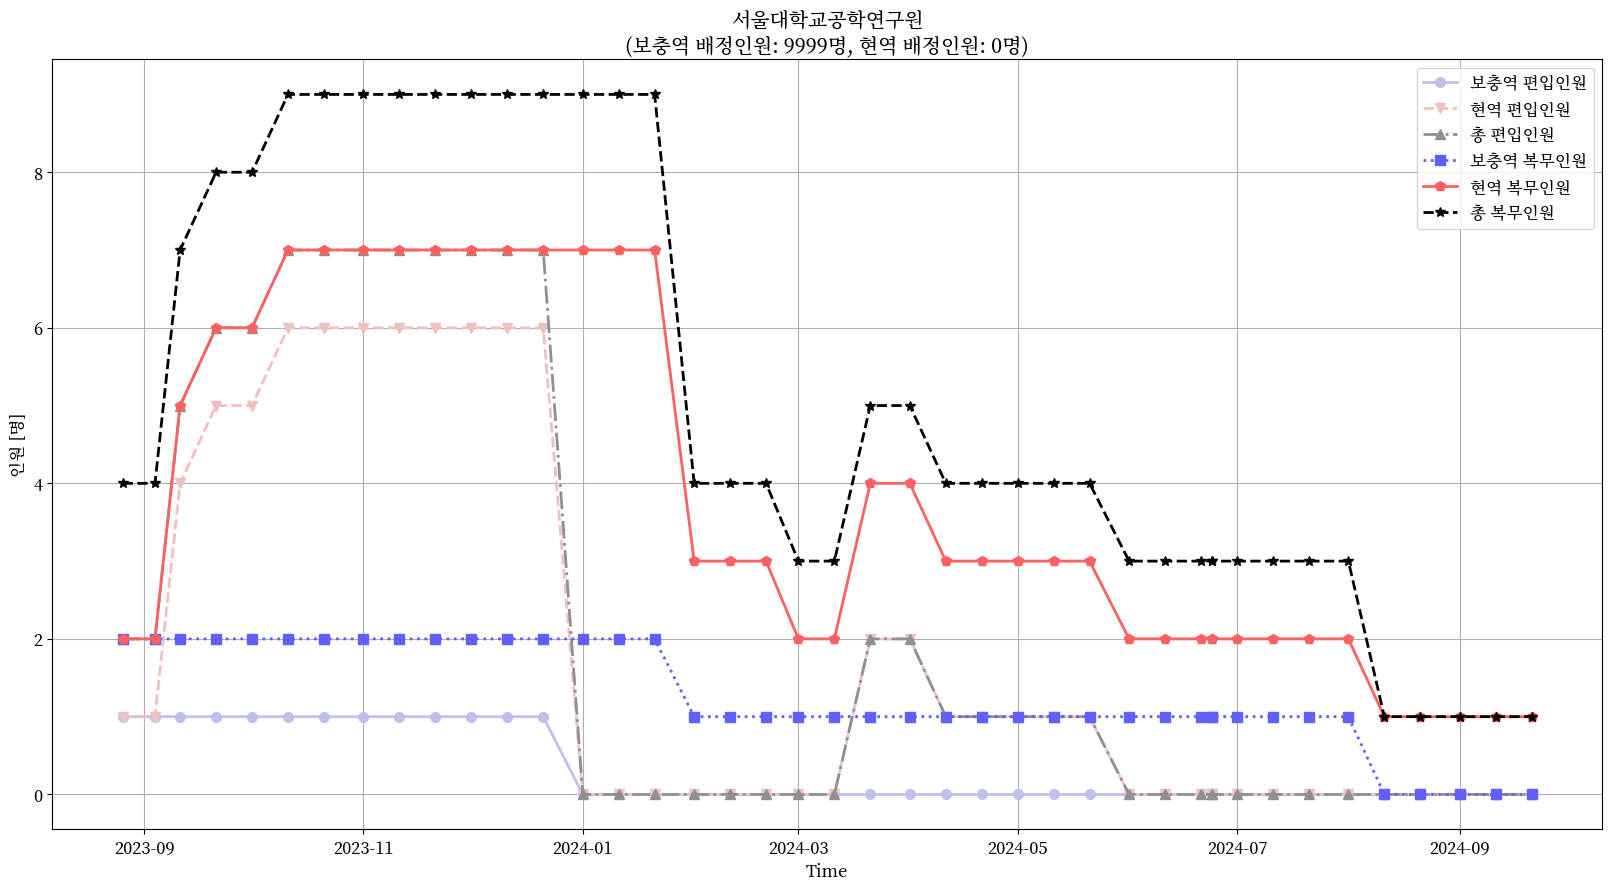 서울대학교공학연구원
(보충역 배정인원: 9999명, 현역 배정인원: 0명)
보충역 편입인원
현역 편입인원
총 편입인원
보충역 복무인원
현역 복무인원
총 복무인원
인원 [명]
8
6
4
2
0
2023-09
2023-11
2024-01
2024-03
2024-05
2024-07
2024-09
Time